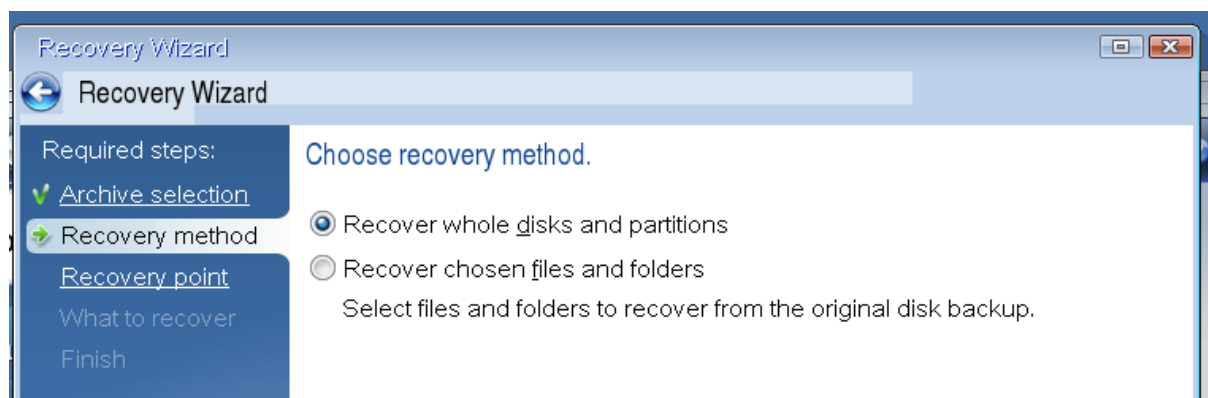 Recovery Wizard
Recovery Wizard
Required steps:
Choose recovery method.
Archive selection
Recovery method
Recovery point
What to recover
Finish
Recover whole disks and partitions
Recover chosen files and folders
Select files and folders to recover from the original disk backup.